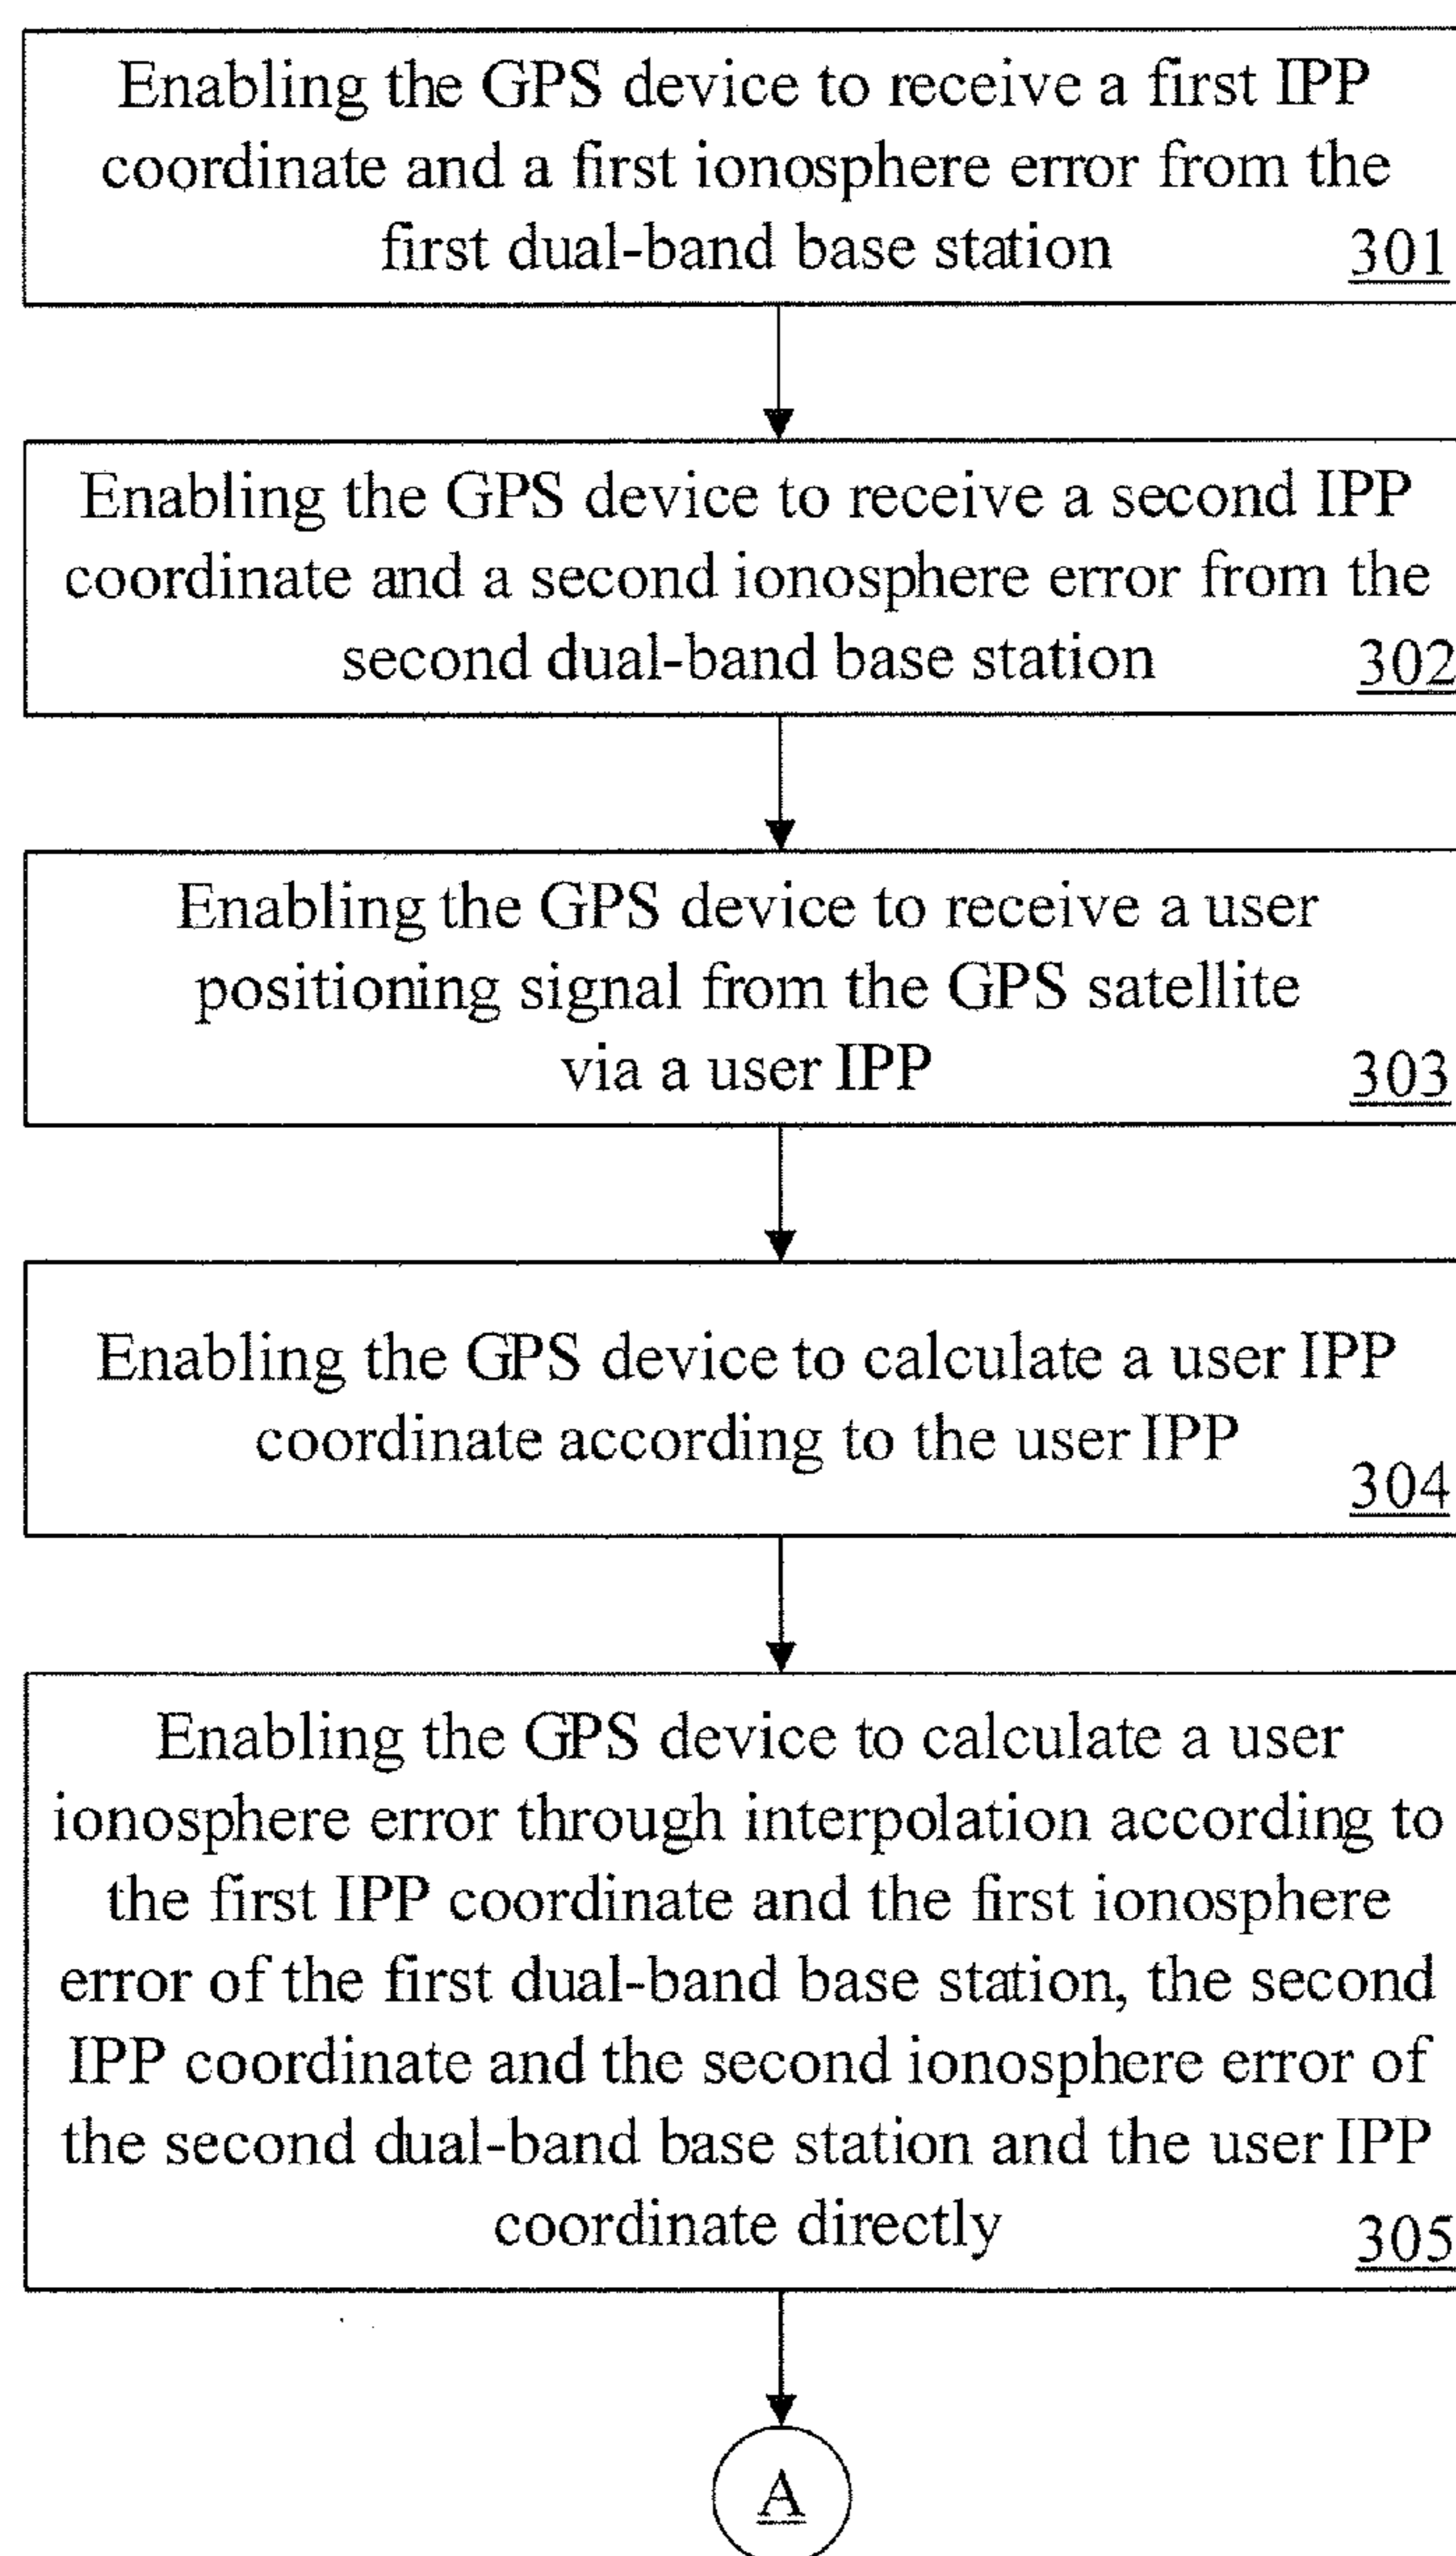 Enabling the GPS device to receive a first IPP
coordinate and a first ionosphere error from the
first dual-band base station
301
Enabling the GPS device to receive a second IPP
coordinate and a second ionosphere error from the
second dual-band base station
302
Enabling the GPS device to receive a user
positioning signal from the GPS satellite
via a user IPP
303
Enabling the GPS device to calculate a user IPP
coordinate according to the user IPP
304
Enabling the GPS device to calculate a user
ionosphere error through interpolation according to
the first IPP coordinate and the first ionosphere
error of the first dual-band base station, the second
IPP coordinate and the second ionosphere error of
the second dual-band base station and the user IPP
coordinate directly
305
A